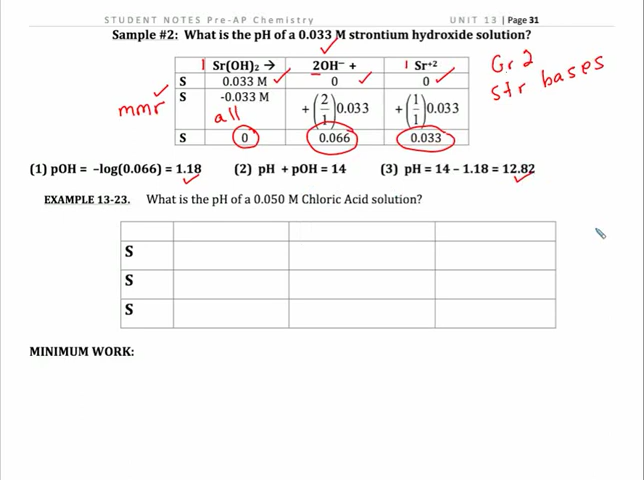 STUDENT NOTES Pre-AP Chemistry UNIT 13 | Page 31
Sample #2: What is the pH of a 0.033 M strontium hydroxide solution?
1 Sr(OH)₂ → 2OH⁻ + 1 Sr⁺²
Gr 2
str bases
S 0.033 M 0 0
mmr
S -0.033 M +(2/1)0.033 +(1/1)0.033
all
S 0 0.066 0.033
(1) pOH = −log(0.066) = 1.18 (2) pH + pOH = 14 (3) pH = 14 – 1.18 = 12.82
EXAMPLE 13-23. What is the pH of a 0.050 M Chloric Acid solution?
S
S
S
MINIMUM WORK: